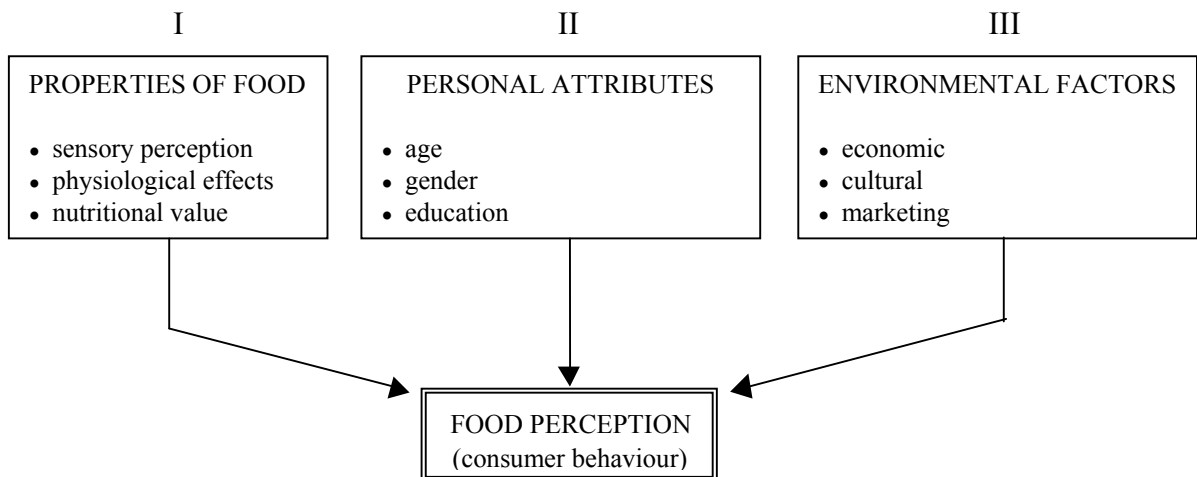 I
PROPERTIES OF FOOD
• sensory perception
• physiological effects
• nutritional value
II
PERSONAL ATTRIBUTES
• age
• gender
• education
III
ENVIRONMENTAL FACTORS
• economic
• cultural
• marketing
FOOD PERCEPTION
(consumer behaviour)